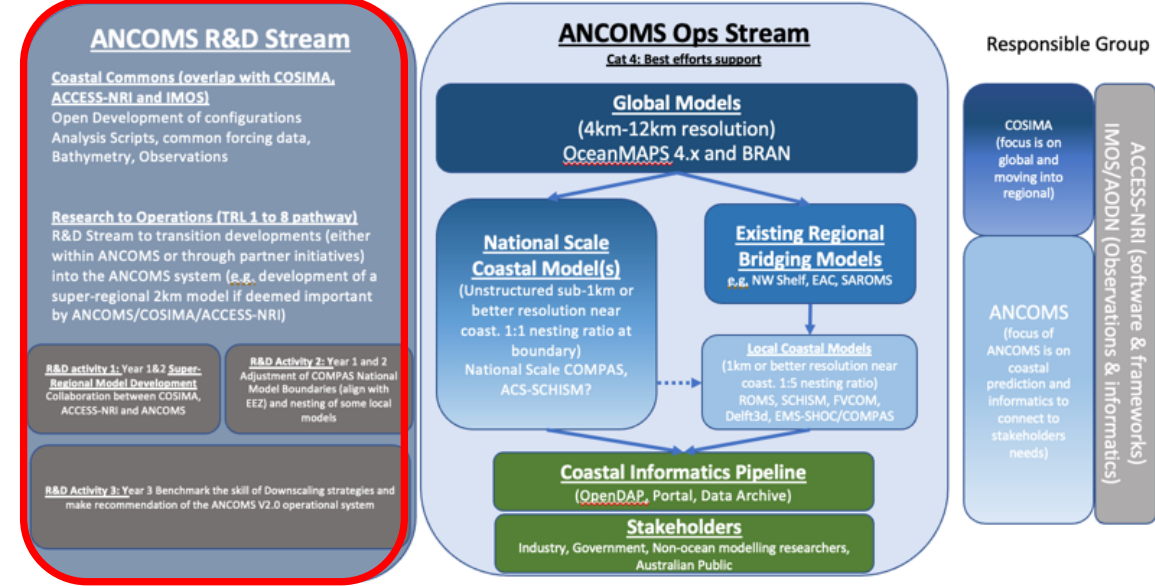 ANCOMS R&D Stream
Coastal Commons (overlap with COSIMA,
ACCESS-NRI and IMOS)
Open Development of configurations
Analysis Scripts, common forcing data,
Bathymetry, Observations
Research to Operations (TRL 1 to 8 pathway)
R&D Stream to transition developments (either
within ANCOMS or through partner initiatives)
into the ANCOMS system (e.g. development of a
super-regional 2km model if deemed important
by ANCOMS/COSIMA/ACCESS-NRI)
R&D activity 1: Year 1&2 Super-
Regional Model Development
Collaboration between COSIMA,
ACCESS-NRI and ANCOMS
R&D Activity 2: Year 1 and 2
Adjustment of COMPAS National
Model Boundaries (align with
EEZ) and nesting of some local
models
R&D Activity 3: Year 3 Benchmark the skill of Downscaling strategies and
make recommendation of the ANCOMS V2.0 operational system
ANCOMS Ops Stream
Cat 4: Best efforts support
Global Models
(4km-12km resolution)
OceanMAPS 4.x and BRAN
National Scale
Coastal Model(s)
(Unstructured sub-1km or
better resolution near
coast. 1:1 nesting ratio at
boundary)
National Scale COMPAS,
ACS-SCHISM?
Existing Regional
Bridging Models
e.g. NW Shelf, EAC, SAROMS
Local Coastal Models
(1km or better resolution near
coast. 1:5 nesting ratio)
ROMS, SCHISM, FVCOM,
Delft3d, EMS-SHOC/COMPAS
Coastal Informatics Pipeline
(OpenDAP, Portal, Data Archive)
Stakeholders
Industry, Government, Non-ocean modelling researchers,
Australian Public
Responsible Group
COSIMA
(focus is on
global and
moving into
regional)
ANCOMS
(focus of
ANCOMS is on
coastal
prediction and
informatics to
connect to
stakeholders
needs)
ACCESS-NRI (software & frameworks)
IMOS/AODN (Observations & informatics)